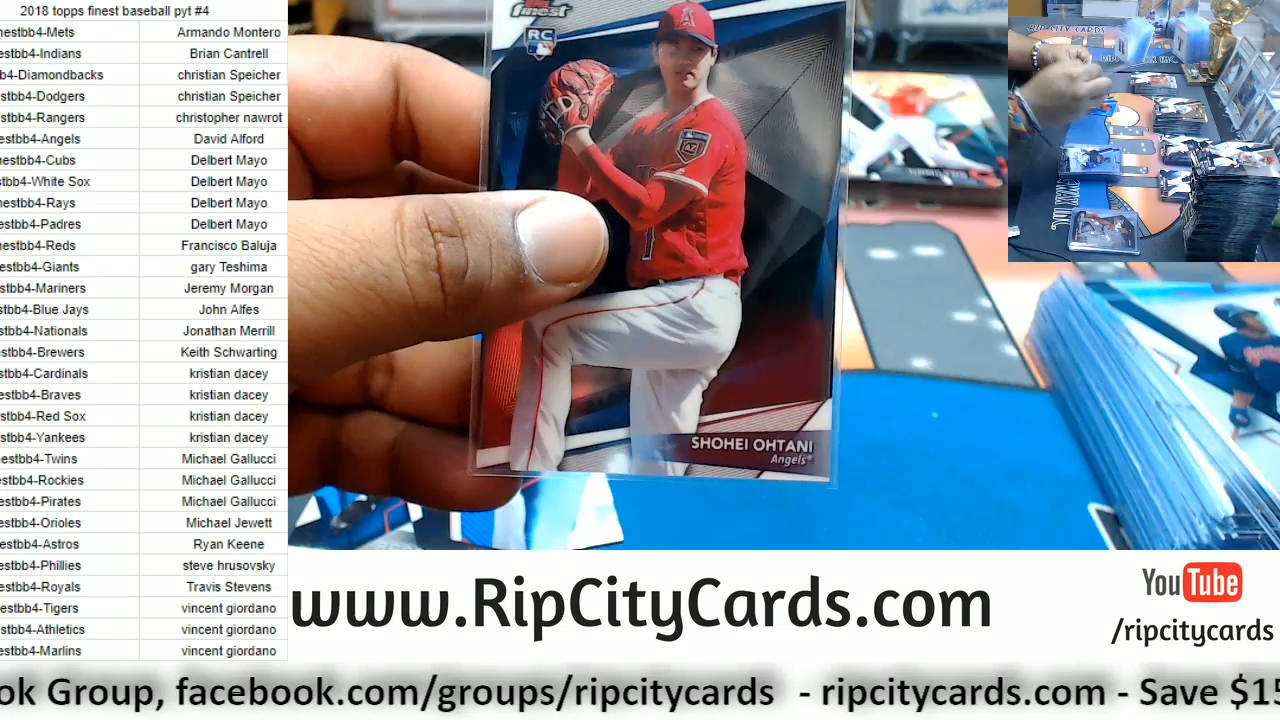 2018 topps finest baseball pyt #4
nestbb4-Mets Armando Montero
nestbb4-Indians Brian Cantrell
b4-Diamondbacks christian Speicher
stbb4-Dodgers christian Speicher
stbb4-Rangers christopher nawrot
estbb4-Angels David Alford
nestbb4-Cubs Delbert Mayo
stbb4-White Sox Delbert Mayo
nestbb4-Rays Delbert Mayo
estbb4-Padres Delbert Mayo
nestbb4-Reds Francisco Baluja
estbb4-Giants gary Teshima
stbb4-Mariners Jeremy Morgan
stbb4-Blue Jays John Alfes
stbb4-Nationals Jonathan Merrill
stbb4-Brewers Keith Schwarting
stbb4-Cardinals kristian dacey
estbb4-Braves kristian dacey
stbb4-Red Sox kristian dacey
stbb4-Yankees kristian dacey
nestbb4-Twins Michael Gallucci
stbb4-Rockies Michael Gallucci
estbb4-Pirates Michael Gallucci
estbb4-Orioles Michael Jewett
estbb4-Astros Ryan Keene
estbb4-Phillies steve hrusovsky
estbb4-Royals Travis Stevens
estbb4-Tigers vincent giordano
stbb4-Athletics vincent giordano
estbb4-Marlins vincent giordano
finest
RC
SHOHEI OHTANI
Angels
RIP CITY CARDS
www.RipCityCards.com
YouTube
/ripcitycards
ok Group, facebook.com/groups/ripcitycards - ripcitycards.com - Save $15